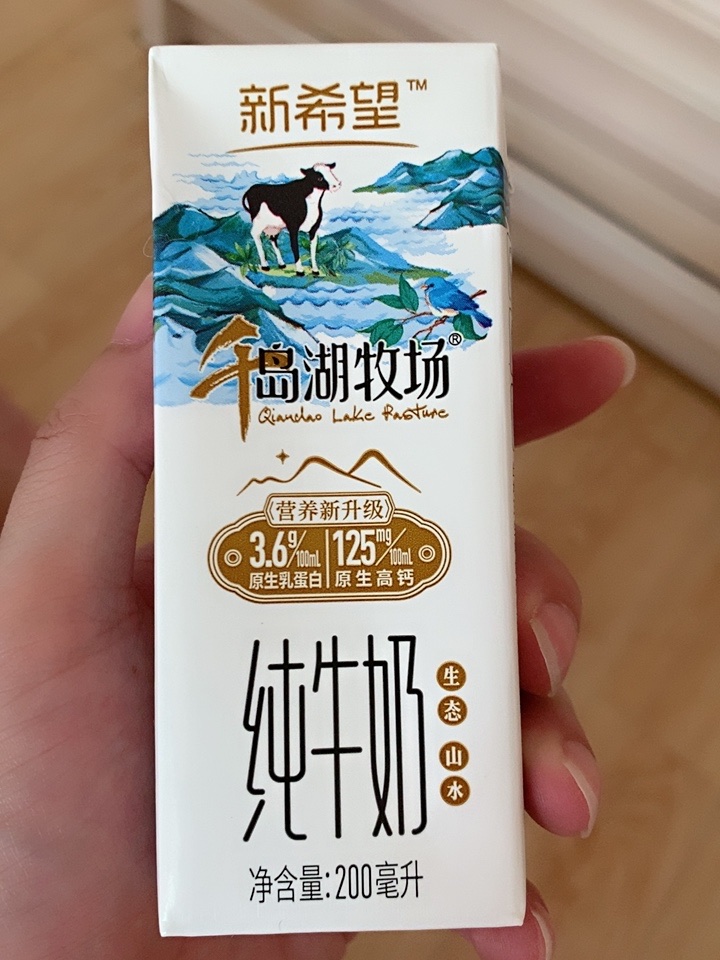 新希望™
千岛湖牧场®
Qiandao Lake Pasture
营养新升级
3.6g/100mL 125mg/100mL
原生乳蛋白 原生高钙
纯牛奶
生态山水
净含量:200毫升